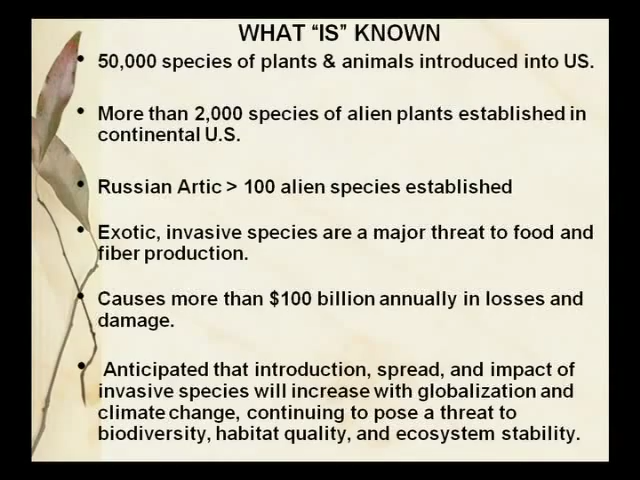 WHAT “IS” KNOWN
• 50,000 species of plants & animals introduced into US.
• More than 2,000 species of alien plants established in
continental U.S.
• Russian Artic > 100 alien species established
• Exotic, invasive species are a major threat to food and
fiber production.
• Causes more than $100 billion annually in losses and
damage.
• Anticipated that introduction, spread, and impact of
invasive species will increase with globalization and
climate change, continuing to pose a threat to
biodiversity, habitat quality, and ecosystem stability.